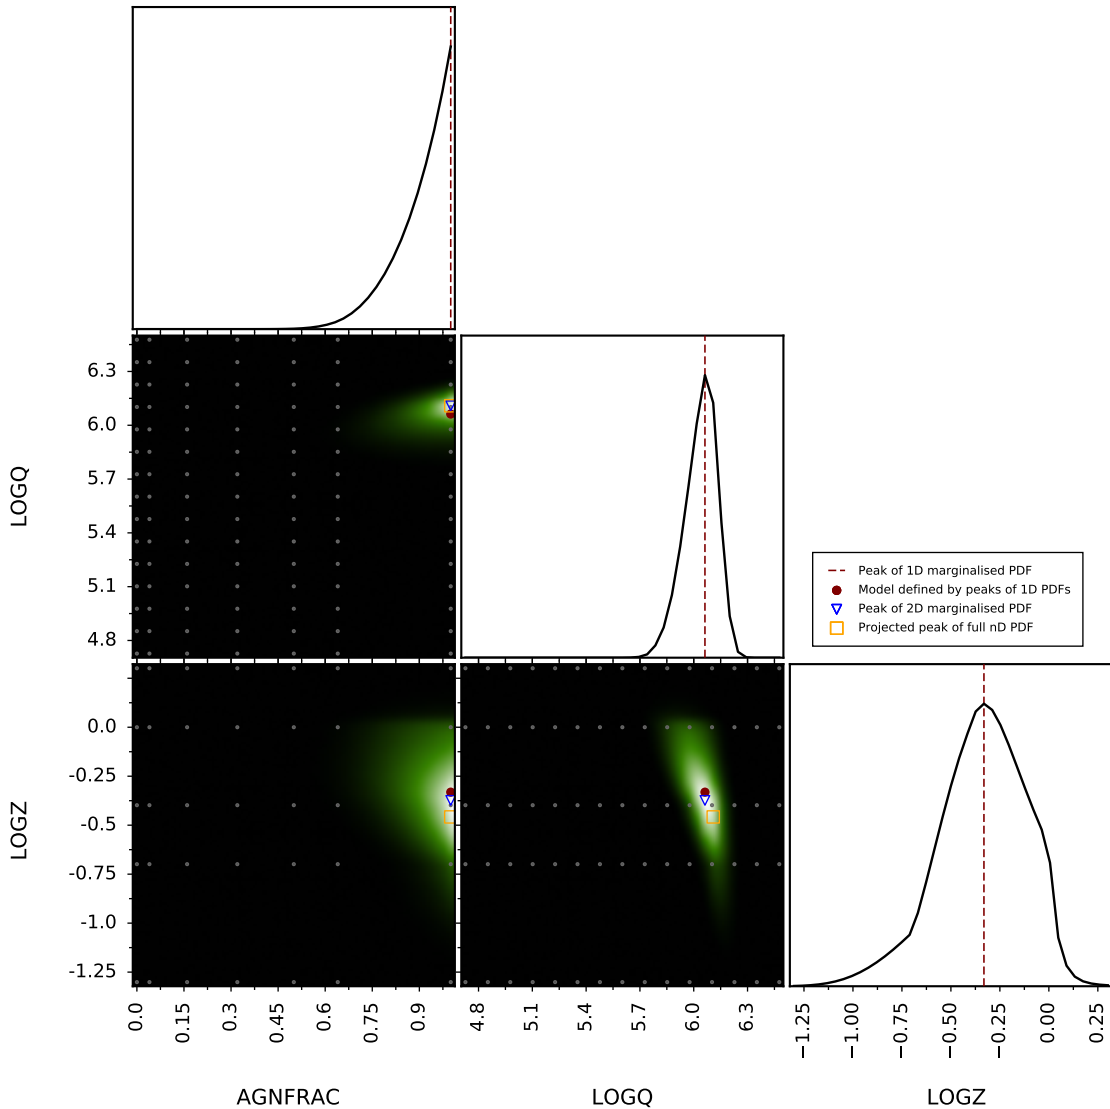 6.3
6.0
5.7
5.4
5.1
4.8
LOGQ
Peak of 1D marginalised PDF
Model defined by peaks of 1D PDFs
Peak of 2D marginalised PDF
Projected peak of full nD PDF
0.0
-0.25
-0.5
-0.75
-1.0
-1.25
LOGZ
0.0 0.15 0.3 0.45 0.6 0.75 0.9
4.8 5.1 5.4 5.7 6.0 6.3
−1.25 −1.00 −0.75 −0.50 −0.25 0.00 0.25
AGNFRAC LOGQ LOGZ